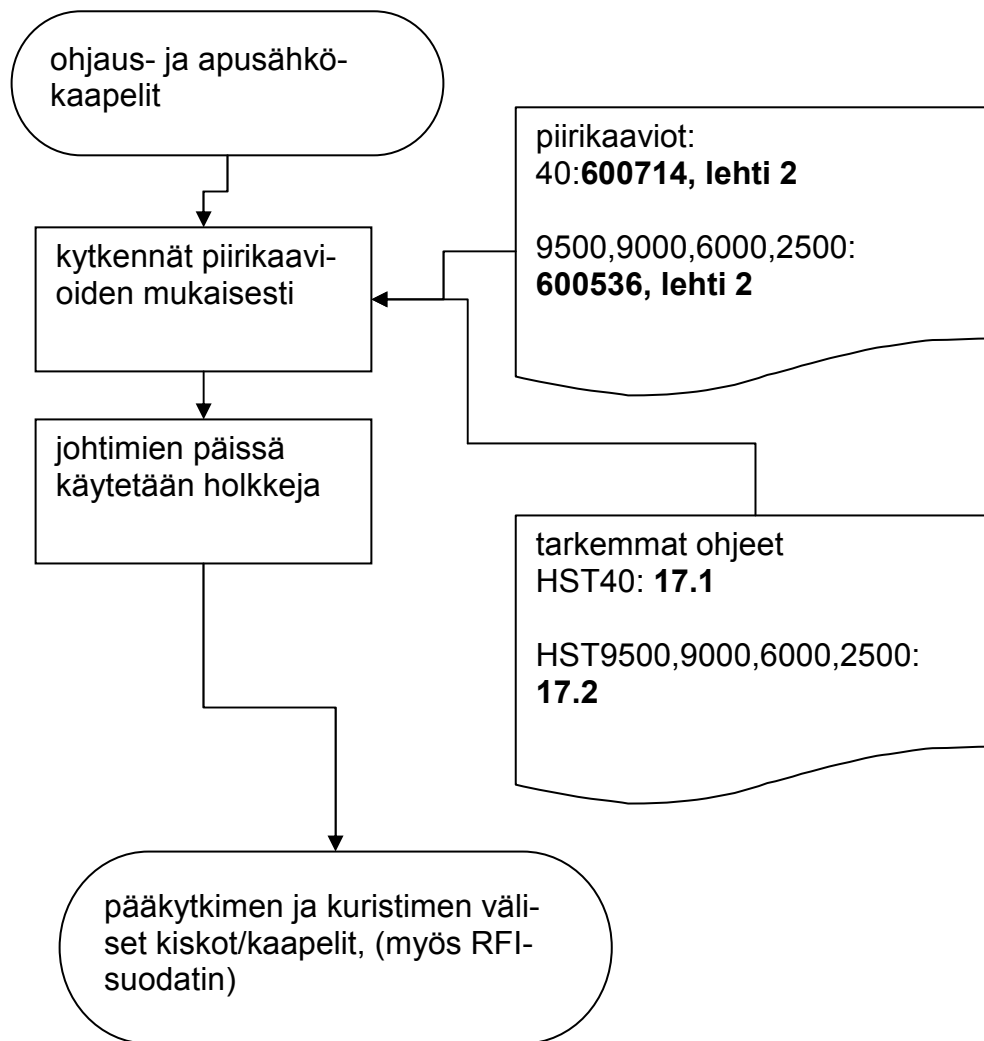 ohjaus- ja apusähkö-
kaapelit
piirikaaviot:
40:600714, lehti 2
9500,9000,6000,2500:
600536, lehti 2
kytkennät piirikaavi-
oiden mukaisesti
johtimien päissä
käytetään holkkeja
tarkemmat ohjeet
HST40: 17.1
HST9500,9000,6000,2500:
17.2
pääkytkimen ja kuristimen väli-
set kiskot/kaapelit, (myös RFI-
suodatin)